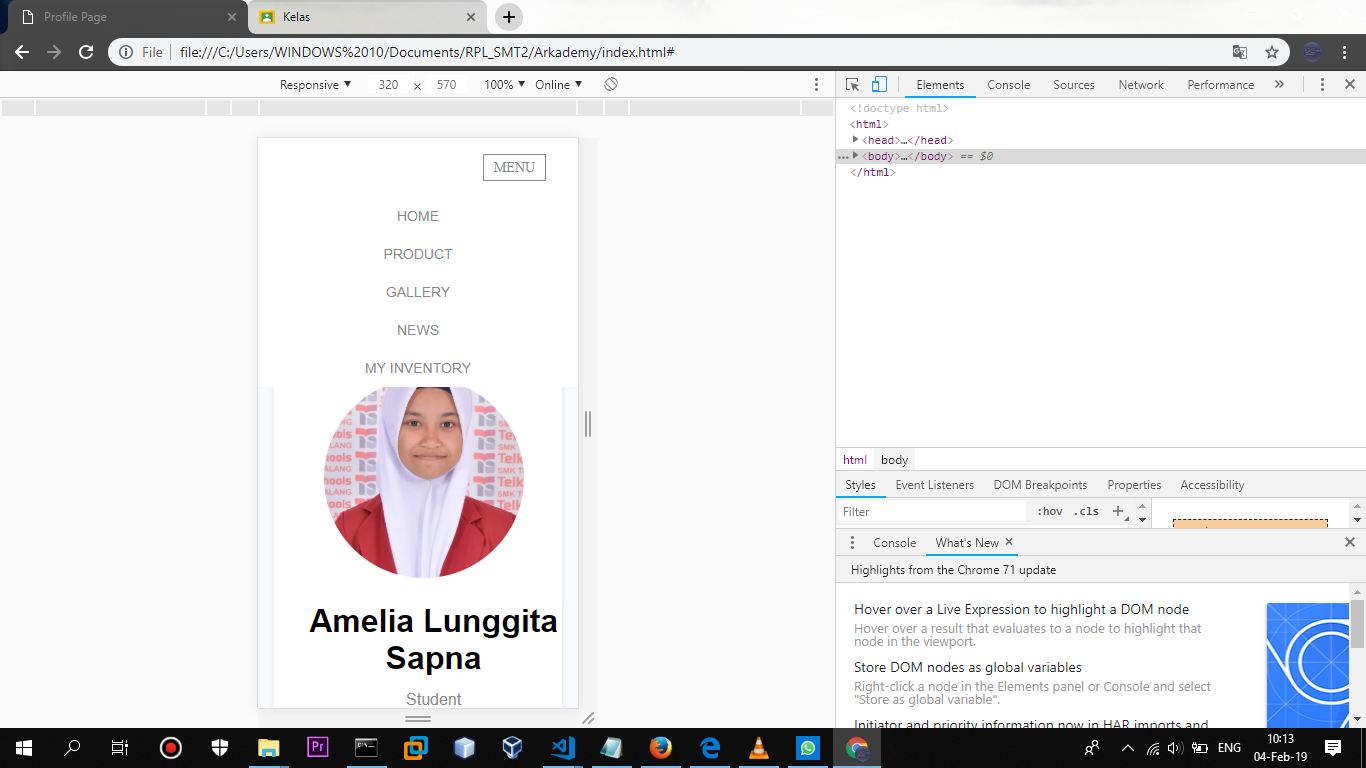 Profile Page
Kelas
File file:///C:/Users/WINDOWS%2010/Documents/RPL_SMT2/Arkademy/index.html#
Responsive 320 x 570 100% Online
Elements Console Sources Network Performance
<!doctype html>
<html>
<head>…</head>
<body>…</body> == $0
</html>
MENU
HOME
PRODUCT
GALLERY
NEWS
MY INVENTORY
Amelia Lunggita
Sapna
Student
html body
Styles Event Listeners DOM Breakpoints Properties Accessibility
Filter :hov .cls
Console What's New
Highlights from the Chrome 71 update
Hover over a Live Expression to highlight a DOM node
Hover over a result that evaluates to a node to highlight that
node in the viewport.
Store DOM nodes as global variables
Right-click a node in the Elements panel or Console and select
"Store as global variable".
Initiator and priority information now in HAR imports and
ENG
10:13
04-Feb-19